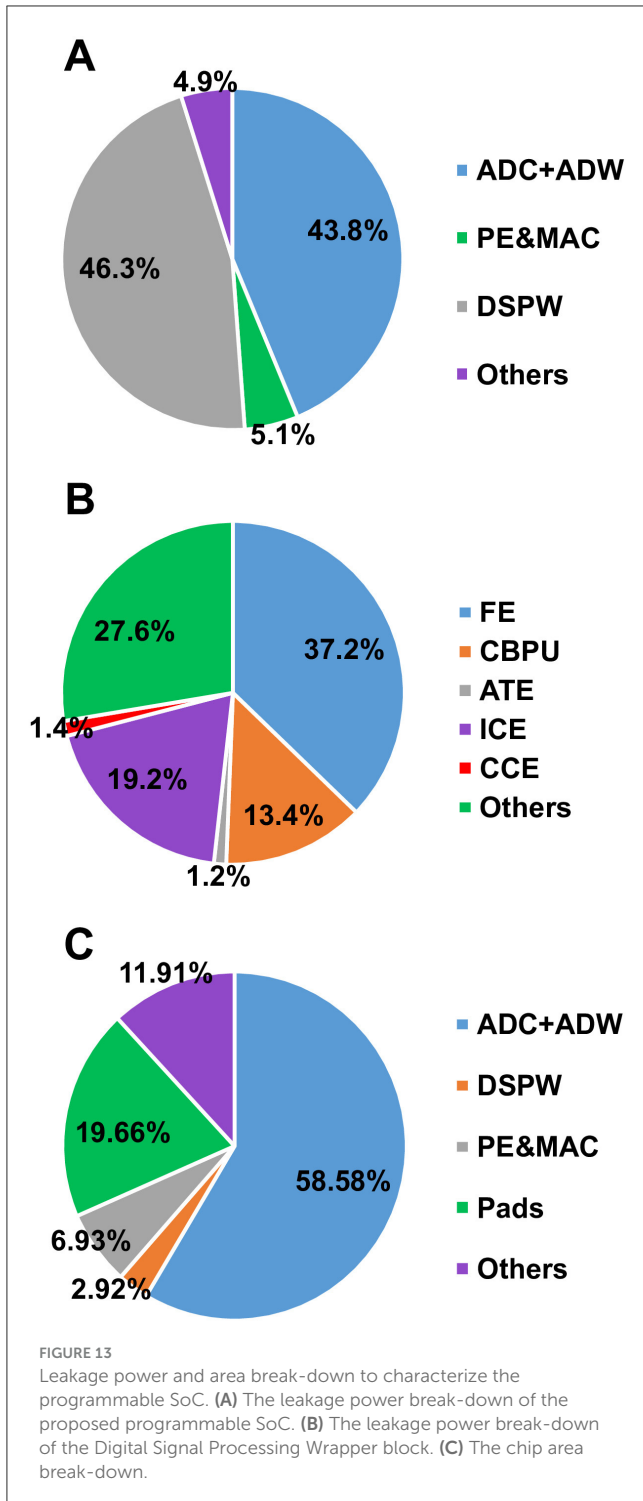 A
4.9%
43.8%
46.3%
5.1%
ADC+ADW
PE&MAC
DSPW
Others
B
27.6%
37.2%
1.4%
19.2%
13.4%
1.2%
FE
CBPU
ATE
ICE
CCE
Others
C
11.91%
19.66%
58.58%
6.93%
2.92%
ADC+ADW
DSPW
PE&MAC
Pads
Others
FIGURE 13
Leakage power and area break-down to characterize the
programmable SoC. (A) The leakage power break-down of the
proposed programmable SoC. (B) The leakage power break-down
of the Digital Signal Processing Wrapper block. (C) The chip area
break-down.